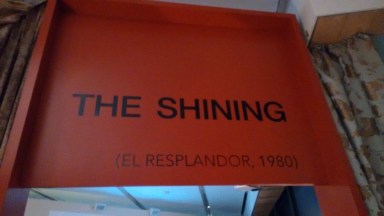 THE SHINING
(EL RESPLANDOR, 1980)